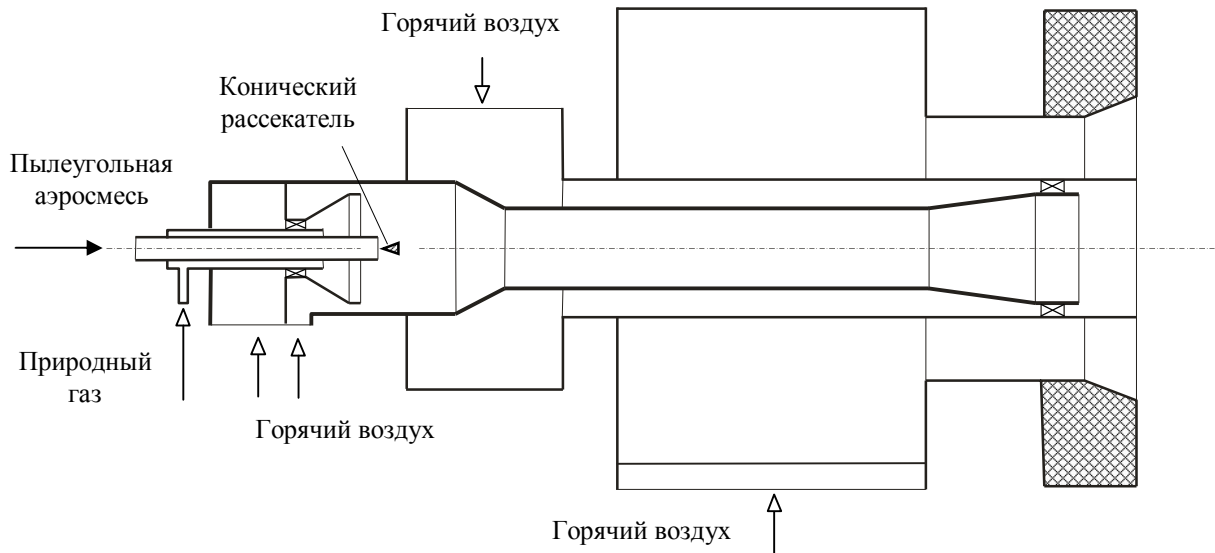 Горячий воздух
Конический
рассекатель
Пылеугольная
аэросмесь
Природный
газ
Горячий воздух
Горячий воздух